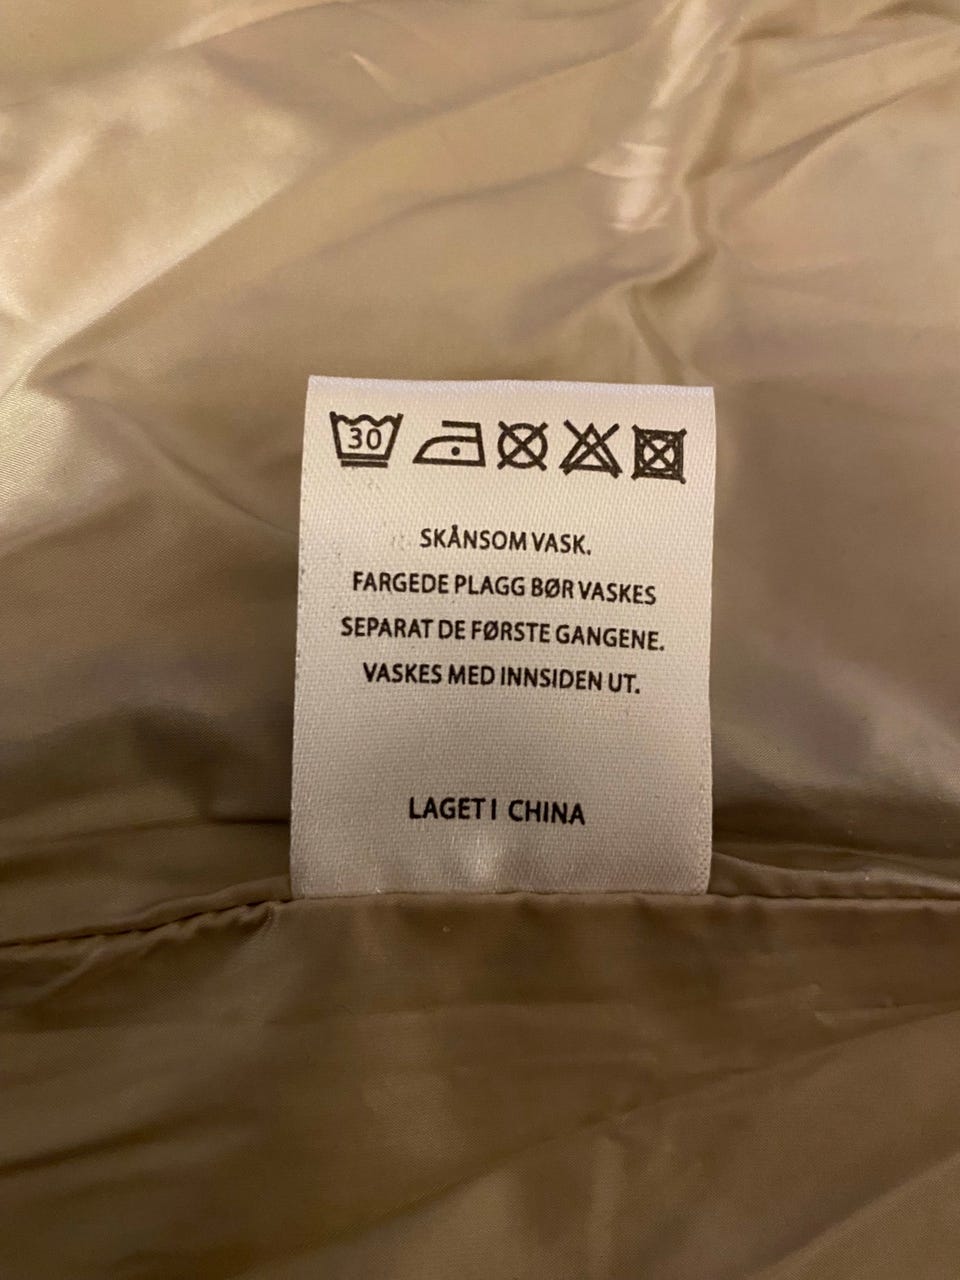 30
SKÅNSOM VASK.
FARGEDE PLAGG BØR VASKES
SEPARAT DE FØRSTE GANGENE.
VASKES MED INNSIDEN UT.
LAGET I CHINA